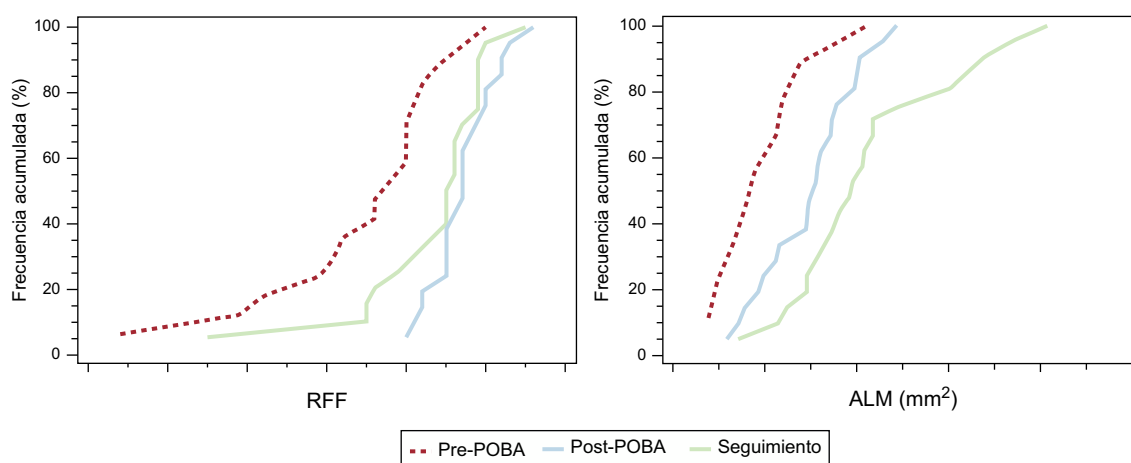 Frecuencia acumulada (%)
100
80
60
40
20
0
RFF
Frecuencia acumulada (%)
100
80
60
40
20
0
ALM (mm²)
Pre-POBA
Post-POBA
Seguimiento